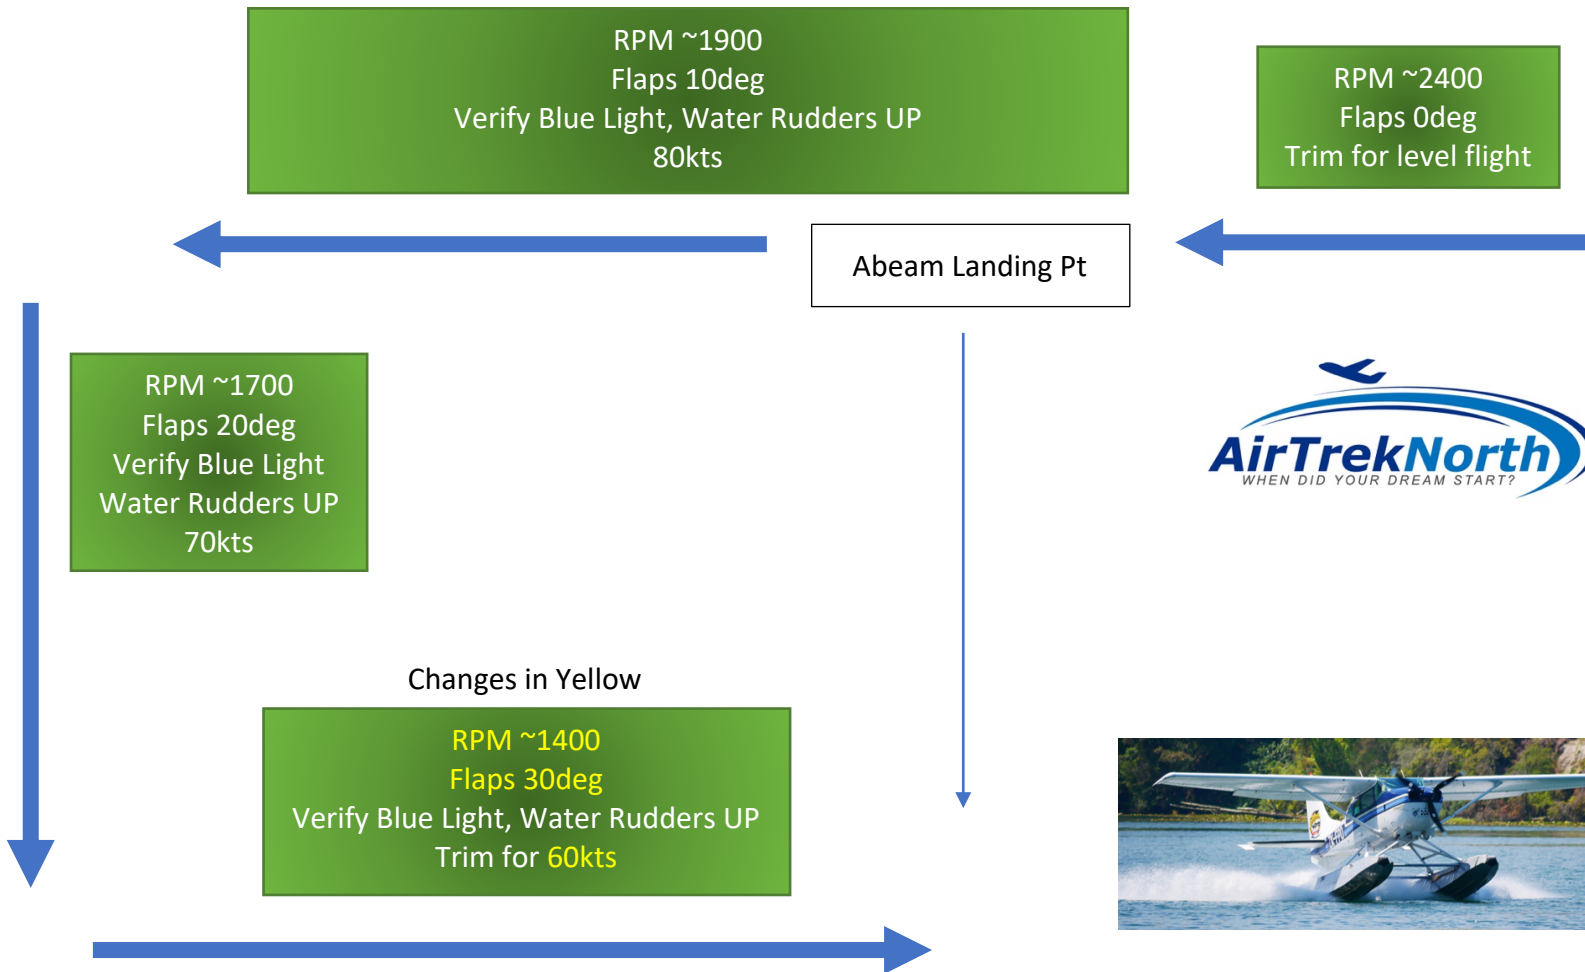 RPM ~1900
Flaps 10deg
Verify Blue Light, Water Rudders UP
80kts
RPM ~2400
Flaps 0deg
Trim for level flight
Abeam Landing Pt
RPM ~1700
Flaps 20deg
Verify Blue Light
Water Rudders UP
70kts
AirTrekNorth
WHEN DID YOUR DREAM START?
Changes in Yellow
RPM ~1400
Flaps 30deg
Verify Blue Light, Water Rudders UP
Trim for 60kts